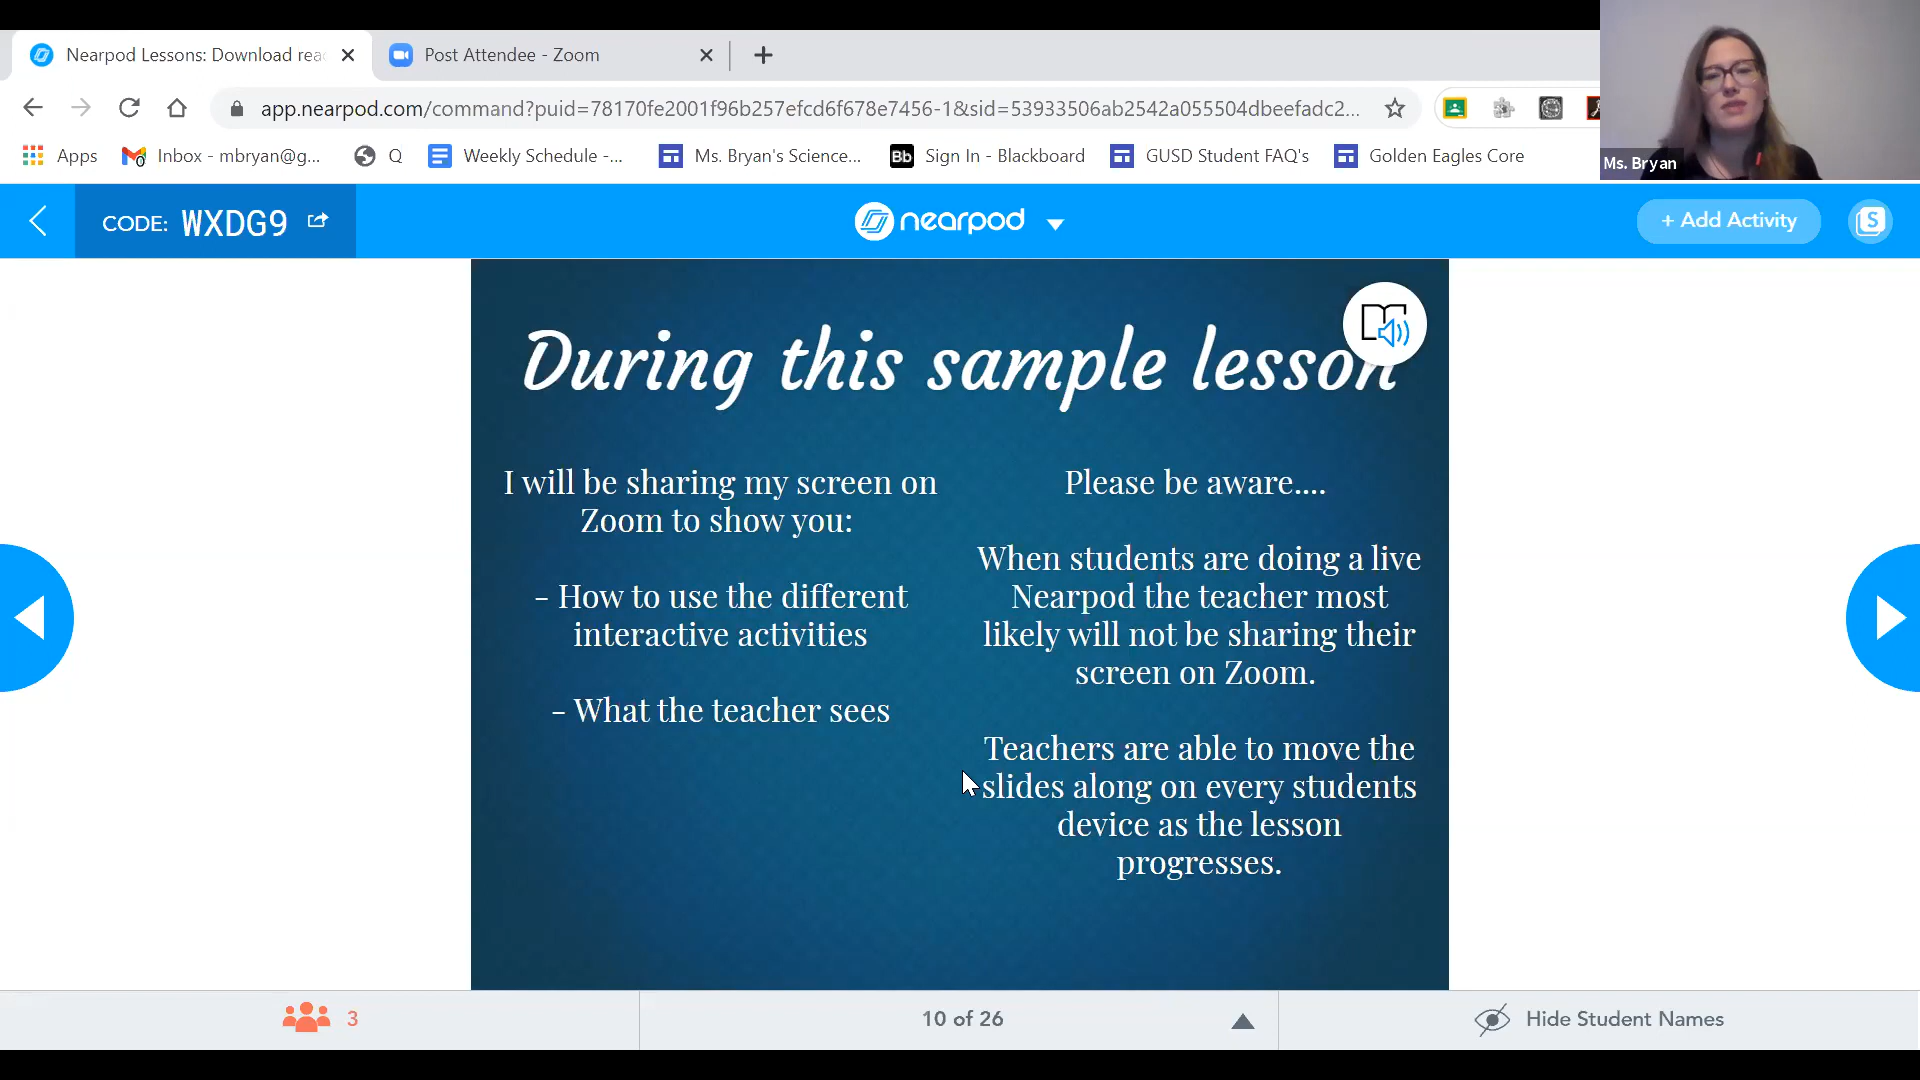 Nearpod Lessons: Download rea
Post Attendee - Zoom
app.nearpod.com/command?puid=78170fe2001f96b257efcd6f678e7456-1&sid=53933506ab2542a055504dbeefadc2...
Apps
Inbox - mbryan@g...
Q
Weekly Schedule -...
Ms. Bryan's Science...
Bb
Sign In - Blackboard
GUSD Student FAQ's
Golden Eagles Core
Ms. Bryan
CODE: WXDG9
nearpod
+ Add Activity
S
During this sample lesson
I will be sharing my screen on
Zoom to show you:
- How to use the different
interactive activities
- What the teacher sees
Please be aware....
When students are doing a live
Nearpod the teacher most
likely will not be sharing their
screen on Zoom.
Teachers are able to move the
slides along on every students
device as the lesson
progresses.
3
10 of 26
Hide Student Names